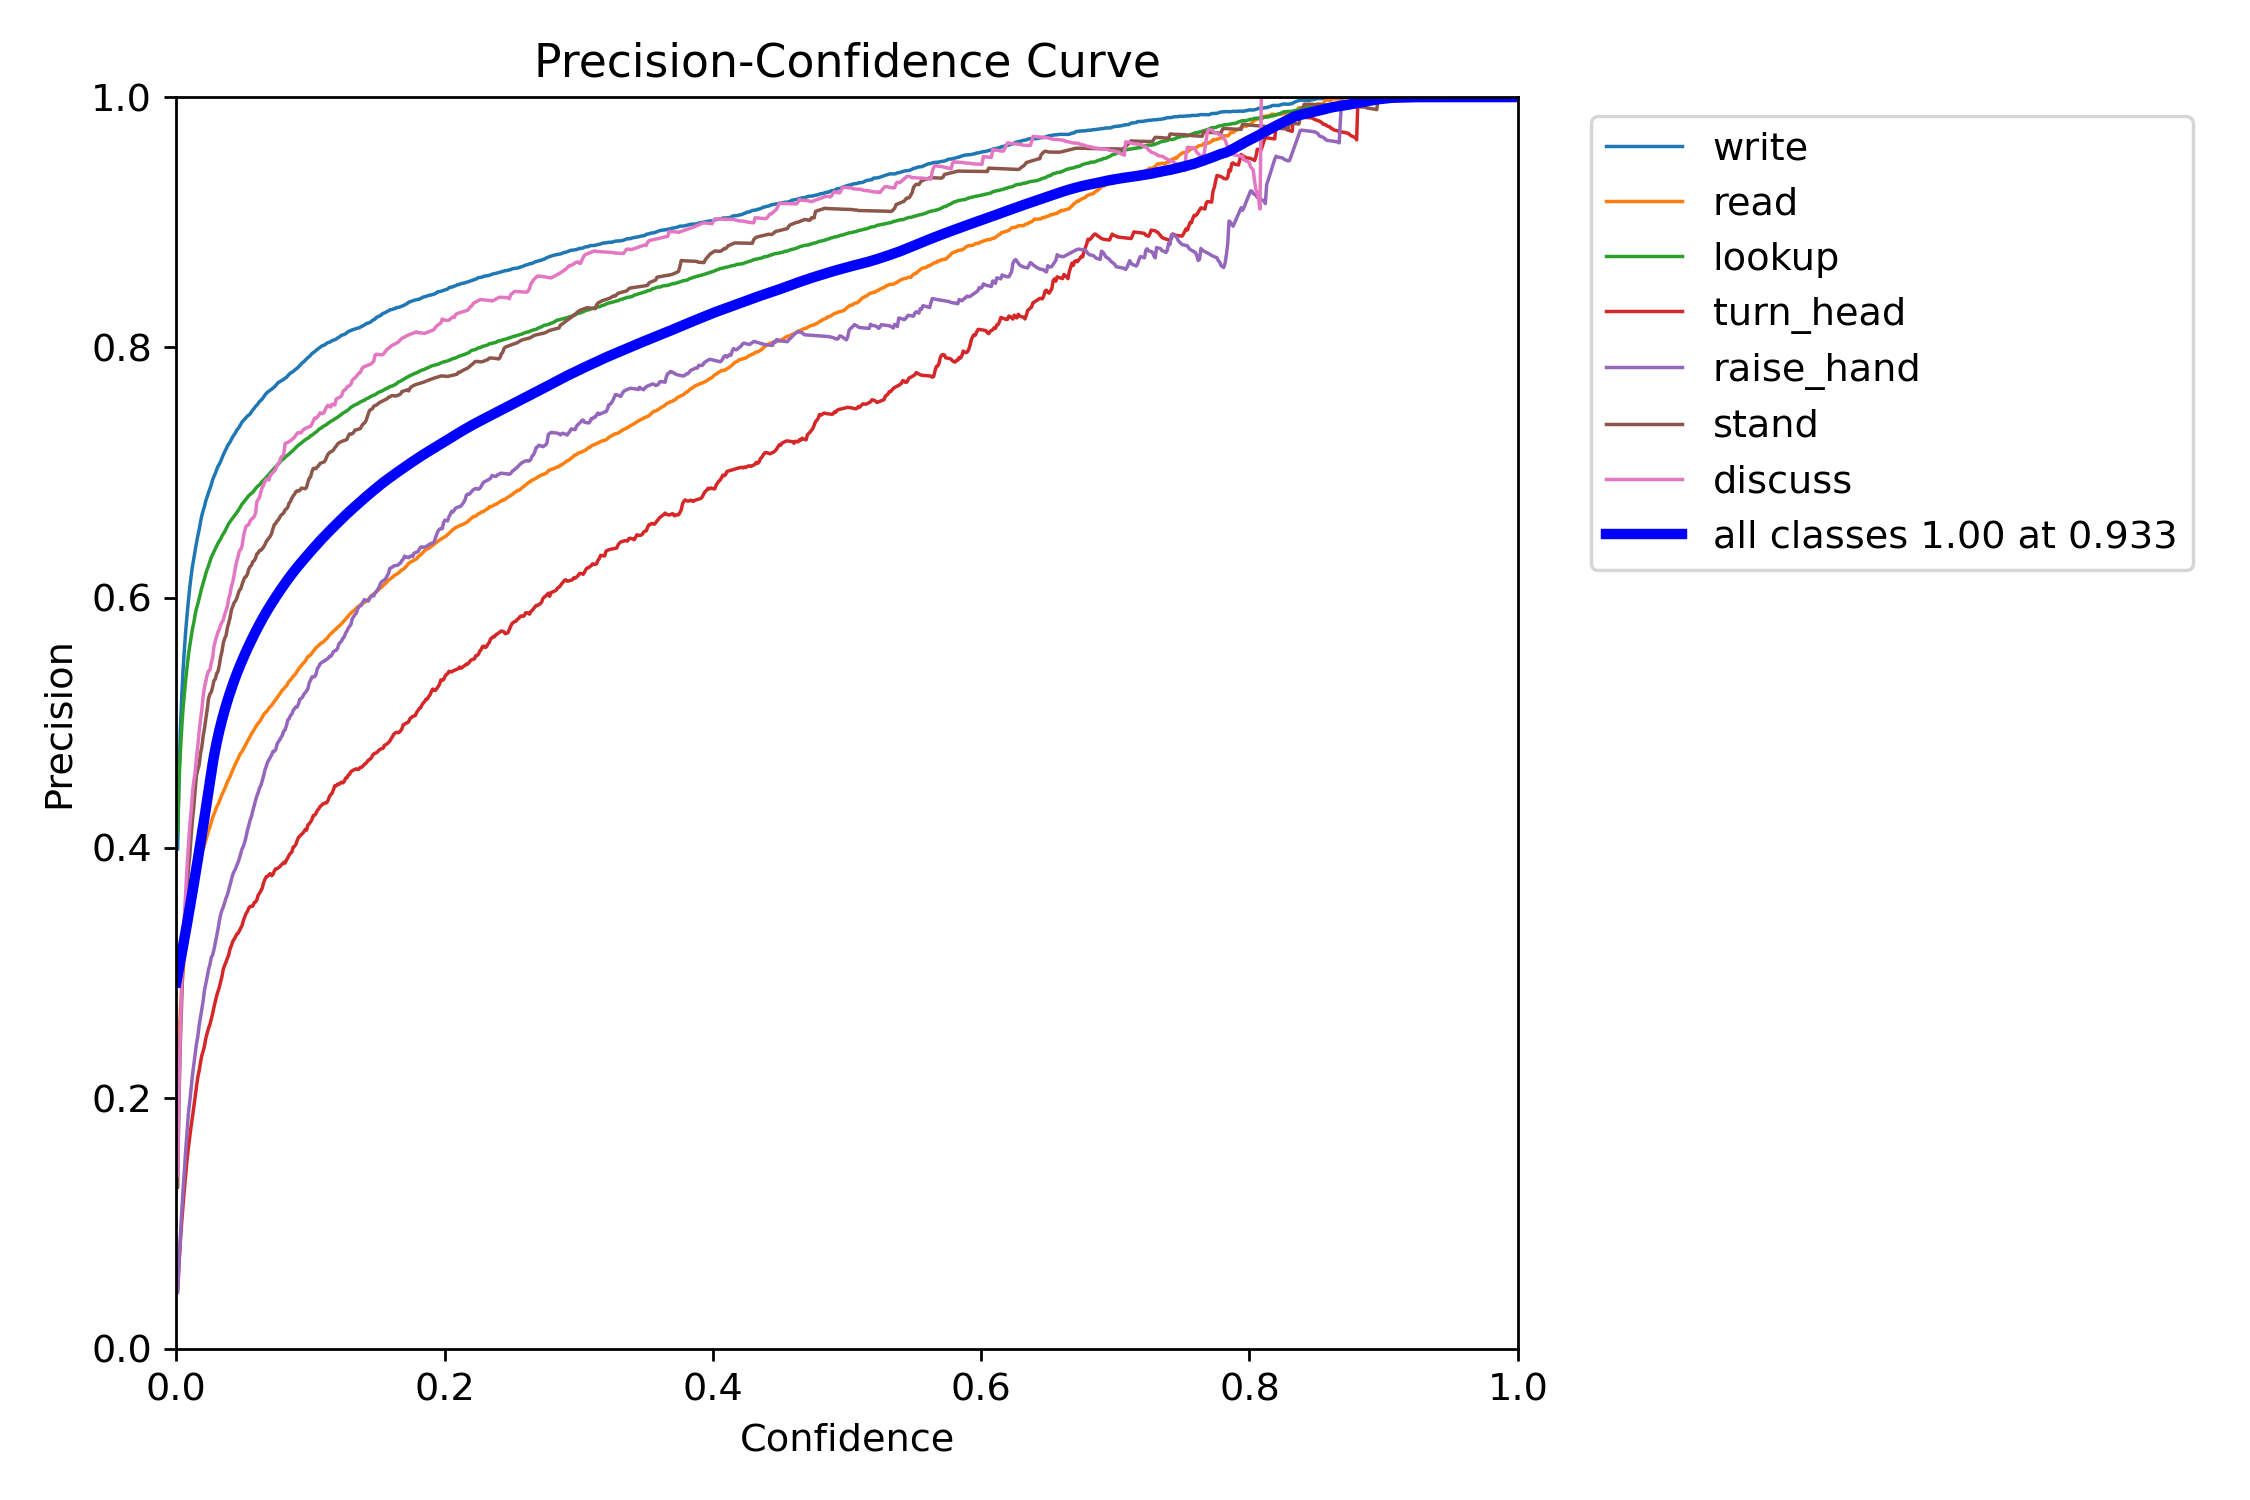 Precision-Confidence Curve
1.0
0.8
0.6
0.4
0.2
0.0
Precision
0.0 0.2 0.4 0.6 0.8 1.0
Confidence
write
read
lookup
turn_head
raise_hand
stand
discuss
all classes 1.00 at 0.933